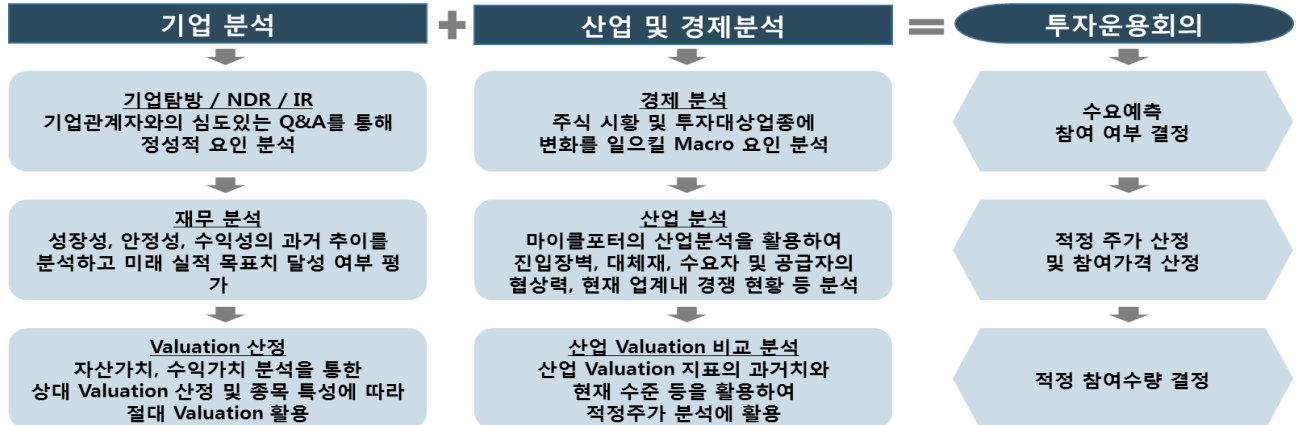 기업 분석
기업탐방 / NDR / IR
기업관계자와의 심도있는 Q&A를 통해
정성적 요인 분석
재무 분석
성장성, 안정성, 수익성의 과거 추이를
분석하고 미래 실적 목표치 달성 여부 평
가
Valuation 산정
자산가치, 수익가치 분석을 통한
상대 Valuation 산정 및 종목 특성에 따라
절대 Valuation 활용
산업 및 경제분석
경제 분석
주식 시황 및 투자대상업종에
변화를 일으킬 Macro 요인 분석
산업 분석
마이클포터의 산업분석을 활용하여
진입장벽, 대체재, 수요자 및 공급자의
협상력, 현재 업계내 경쟁 현황 등 분석
산업 Valuation 비교 분석
산업 Valuation 지표의 과거치와
현재 수준 등을 활용하여
적정주가 분석에 활용
투자운용회의
수요예측
참여 여부 결정
적정 주가 산정
및 참여가격 산정
적정 참여수량 결정